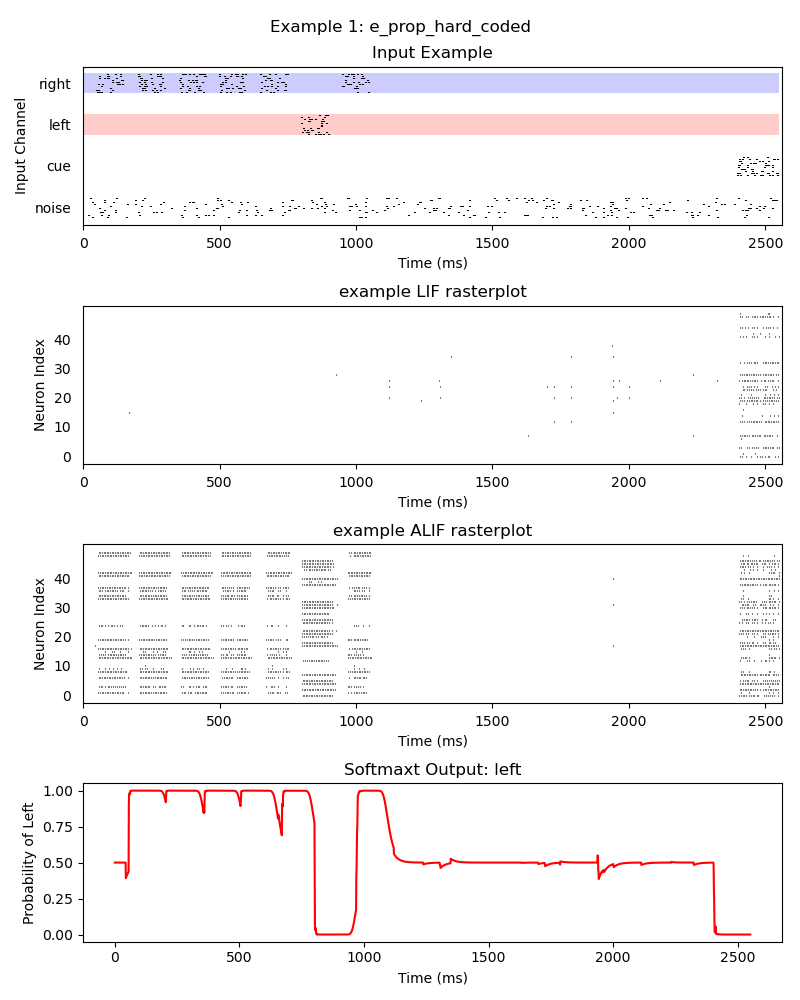 Example 1: e_prop_hard_coded
Input Example
Input Channel
right
left
cue
noise
0 500 1000 1500 2000 2500
Time (ms)
example LIF rasterplot
Neuron Index
40
30
20
10
0
0 500 1000 1500 2000 2500
Time (ms)
example ALIF rasterplot
Neuron Index
40
30
20
10
0
0 500 1000 1500 2000 2500
Time (ms)
Softmaxt Output: left
Probability of Left
1.00
0.75
0.50
0.25
0.00
0 500 1000 1500 2000 2500
Time (ms)